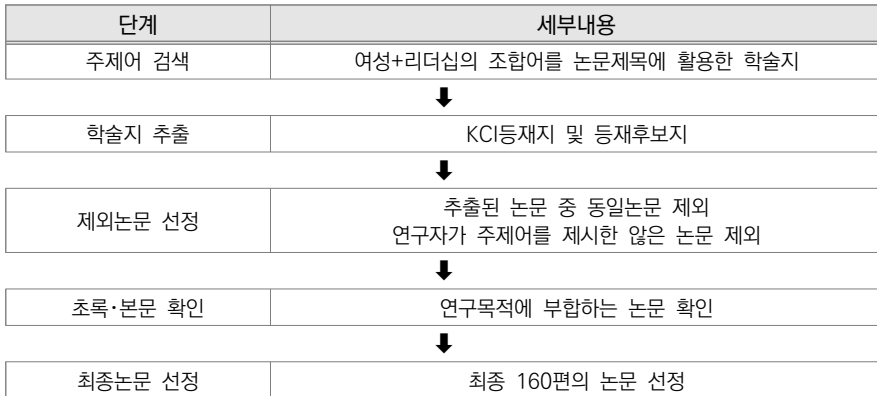 단계 세부내용
주제어 검색 여성+리더십의 조합어를 논문제목에 활용한 학술지
학술지 추출 KCI등재지 및 등재후보지
제외논문 선정 추출된 논문 중 동일논문 제외
연구자가 주제어를 제시한 않은 논문 제외
초록·본문 확인 연구목적에 부합하는 논문 확인
최종논문 선정 최종 160편의 논문 선정